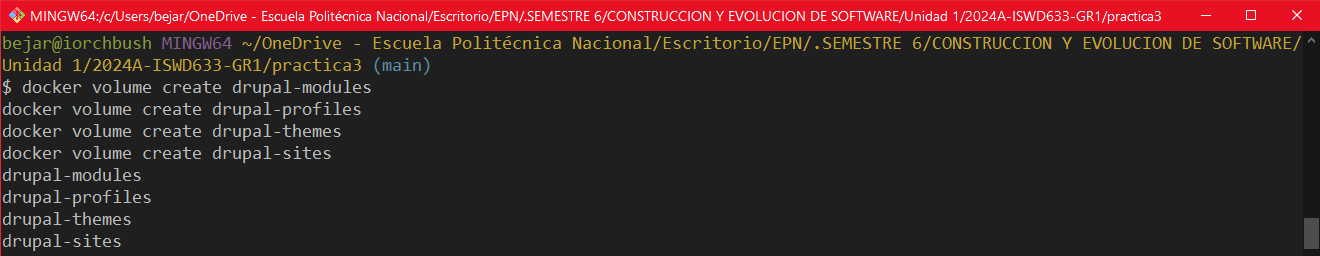 MINGW64:/c/Users/bejar/OneDrive - Escuela Politécnica Nacional/Escritorio/EPN/.SEMESTRE 6/CONSTRUCCION Y EVOLUCION DE SOFTWARE/Unidad 1/2024A-ISWD633-GR1/practica3
bejar@iorchbush MINGW64 ~/OneDrive - Escuela Politécnica Nacional/Escritorio/EPN/.SEMESTRE 6/CONSTRUCCION Y EVOLUCION DE SOFTWARE/
Unidad 1/2024A-ISWD633-GR1/practica3 (main)
$ docker volume create drupal-modules
docker volume create drupal-profiles
docker volume create drupal-themes
docker volume create drupal-sites
drupal-modules
drupal-profiles
drupal-themes
drupal-sites